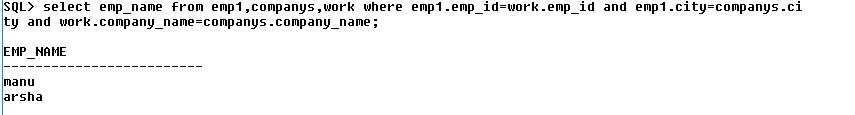 SQL> select emp_name from emp1,companys,work where emp1.emp_id=work.emp_id and emp1.city=companys.ci
ty and work.company_name=companys.company_name;
EMP_NAME
-------------------------
manu
arsha